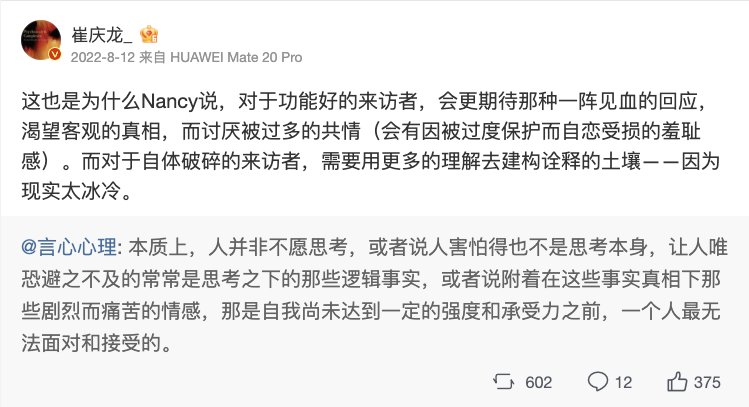 崔庆龙_
2022-8-12 来自 HUAWEI Mate 20 Pro
这也是为什么Nancy说，对于功能好的来访者，会更期待那种一阵见血的回应，
渴望客观的真相，而讨厌被过多的共情（会有因被过度保护而自恋受损的羞耻
感）。而对于自体破碎的来访者，需要用更多的理解去建构诠释的土壤——因为
现实太冰冷。
@言心心理: 本质上，人并非不愿思考，或者说人害怕得也不是思考本身，让人唯
恐避之不及的常常是思考之下的那些逻辑事实，或者说附着在这些事实真相下那
些剧烈而痛苦的情感，那是自我尚未达到一定的强度和承受力之前，一个人最无
法面对和接受的。
602 12 375